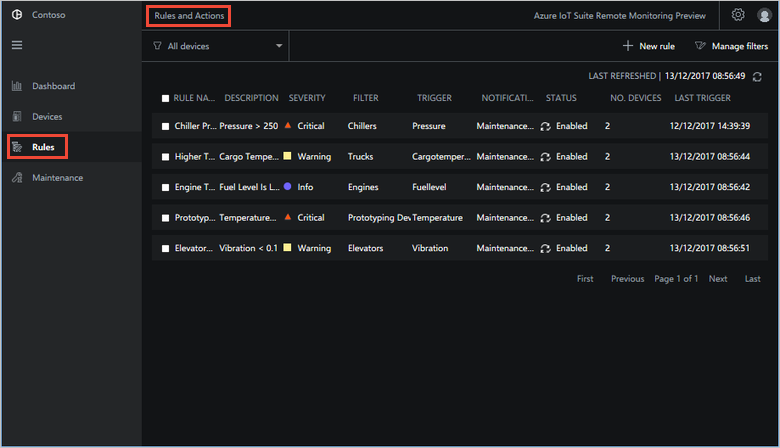 Contoso
Rules and Actions
Azure IoT Suite Remote Monitoring Preview
All devices
New rule
Manage filters
Dashboard
Devices
Rules
Maintenance
LAST REFRESHED | 13/12/2017 08:56:49
RULE NA... DESCRIPTION SEVERITY FILTER TRIGGER NOTIFICATI... STATUS NO. DEVICES LAST TRIGGER
Chiller Pr... Pressure > 250 Critical Chillers Pressure Maintenance... Enabled 2 12/12/2017 14:39:39
Higher T... Cargo Tempe... Warning Trucks Cargotemper... Maintenance... Enabled 2 13/12/2017 08:56:44
Engine T... Fuel Level Is L... Info Engines Fuellevel Maintenance... Enabled 2 13/12/2017 08:56:42
Prototyp... Temperature... Critical Prototyping Dev Temperature Maintenance... Enabled 2 13/12/2017 08:56:46
Elevator... Vibration < 0.1 Warning Elevators Vibration Maintenance... Enabled 2 13/12/2017 08:56:51
First Previous Page 1 of 1 Next Last